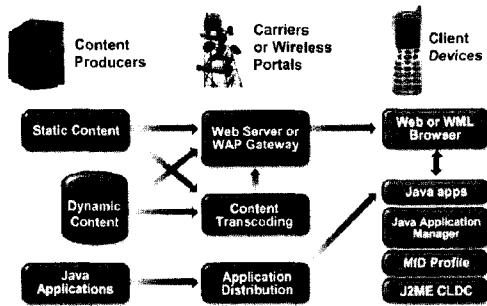 Content
Producers
Carriers
or Wireless
Portals
Client
Devices
Static Content
Web Server or
WAP Gateway
Web or WML
Browser
Dynamic
Content
Content
Transcoding
Java apps
Java Application
Manager
MID Profile
J2ME CLDC
Java
Applications
Application
Distribution